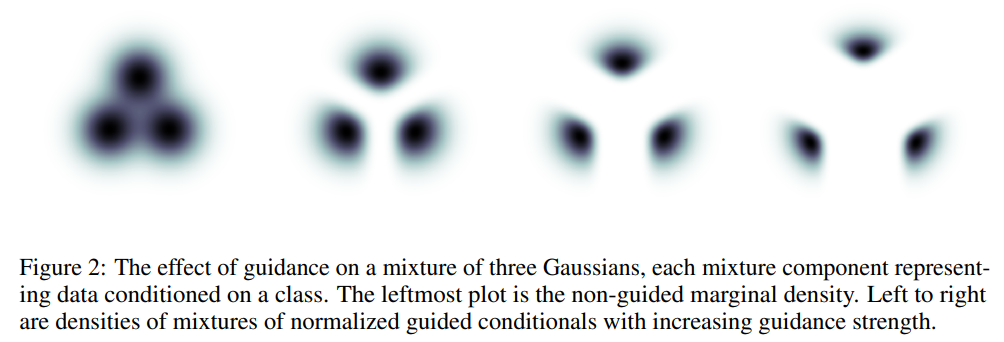 Figure 2: The effect of guidance on a mixture of three Gaussians, each mixture component represent-
ing data conditioned on a class. The leftmost plot is the non-guided marginal density. Left to right
are densities of mixtures of normalized guided conditionals with increasing guidance strength.